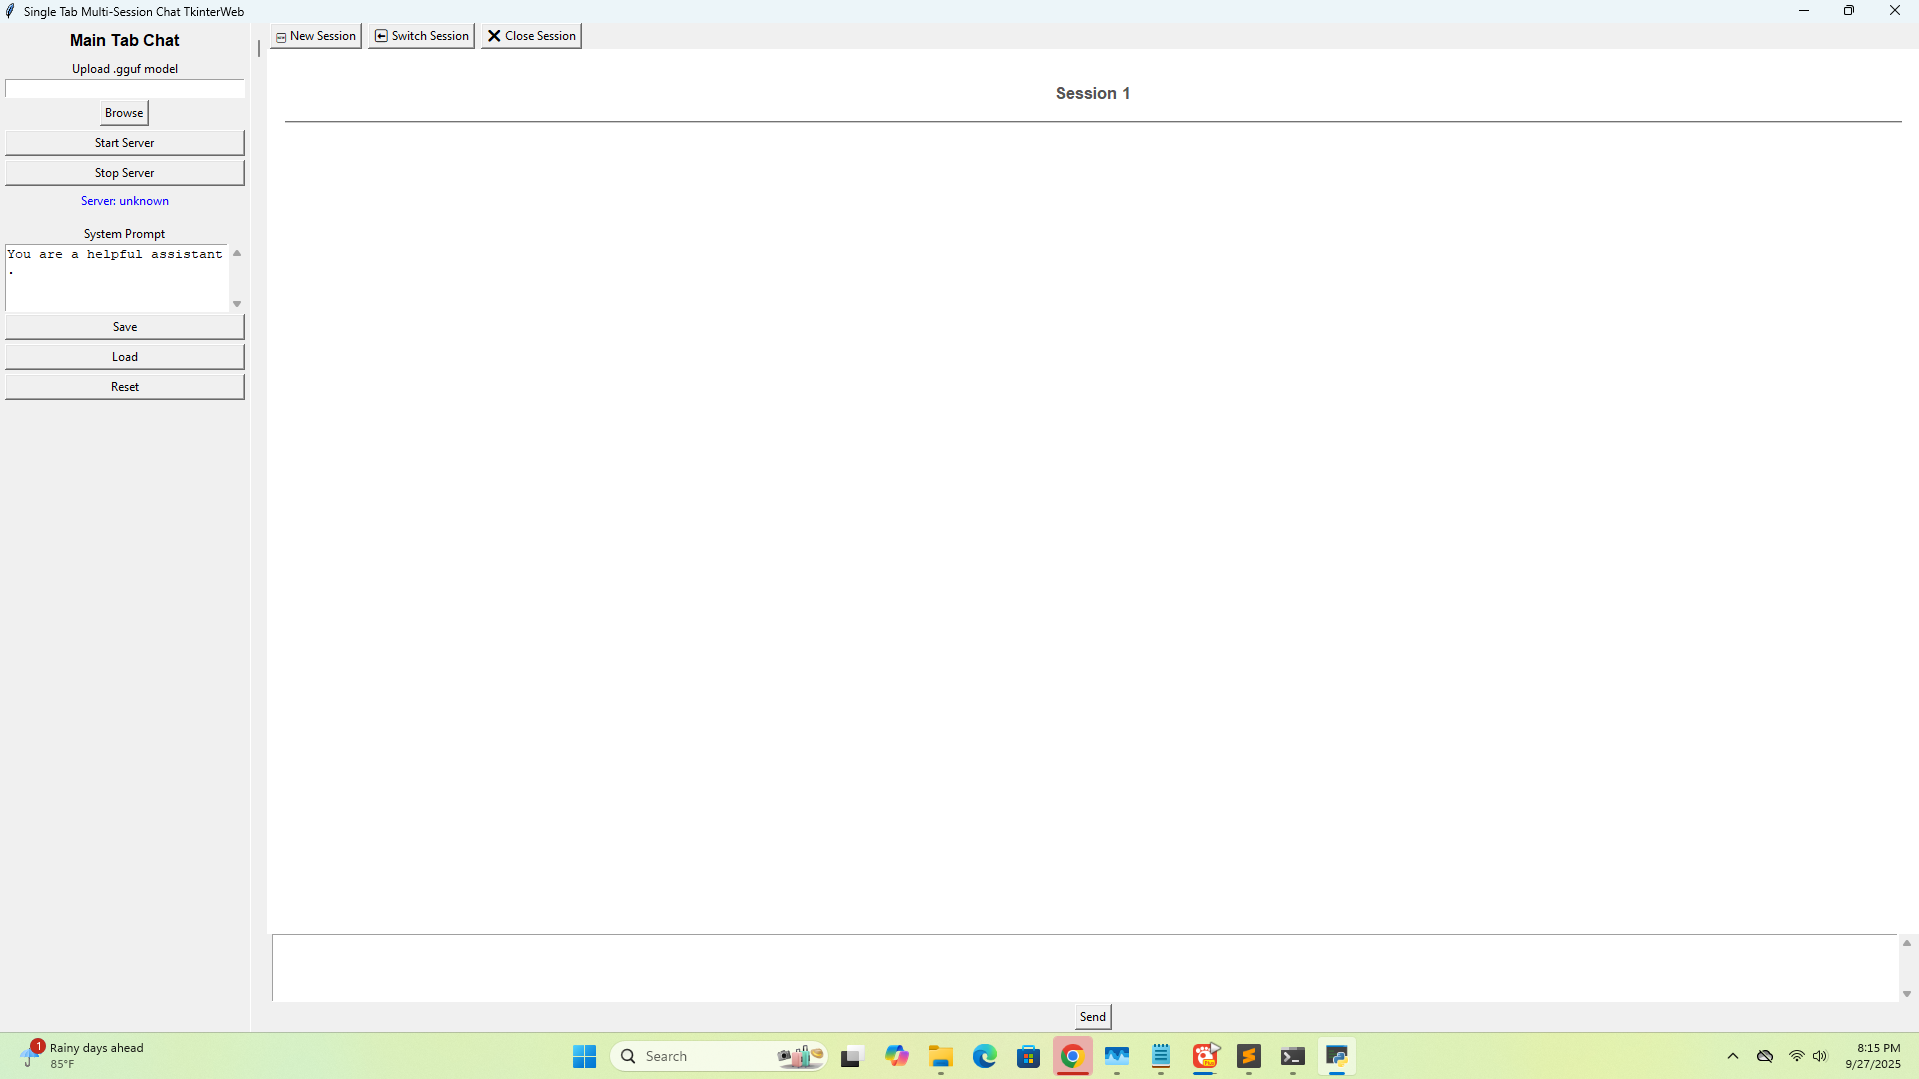 Single Tab Multi-Session Chat TkinterWeb
Main Tab Chat
Upload .gguf model
Browse
Start Server
Stop Server
Server: unknown
System Prompt
You are a helpful assistant
.
Save
Load
Reset
New Session
Switch Session
Close Session
Session 1
Send
1
Rainy days ahead
85°F
Search
8:15 PM
9/27/2025